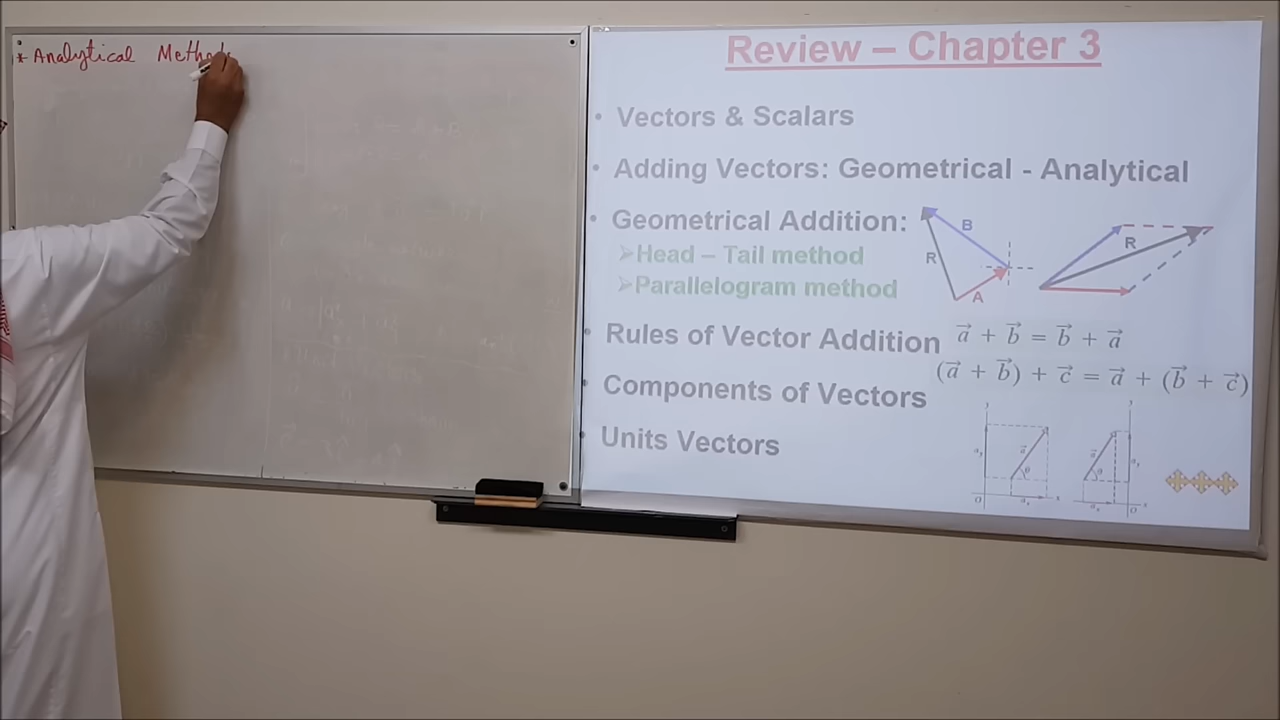 * Analytical Method
Review – Chapter 3
• Vectors & Scalars
• Adding Vectors: Geometrical - Analytical
• Geometrical Addition:
➢Head – Tail method
➢Parallelogram method
B
R
A
R
• Rules of Vector Addition
a⃗ + b⃗ = b⃗ + a⃗
(a⃗ + b⃗) + c⃗ = a⃗ + (b⃗ + c⃗)
• Components of Vectors
• Units Vectors